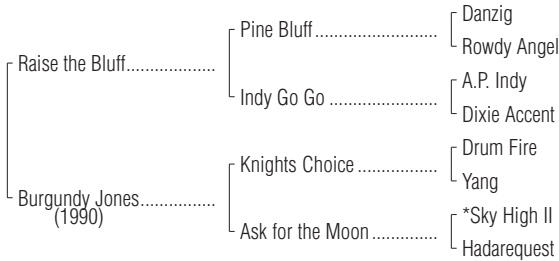 Danzig
Pine Bluff......................
Rowdy Angel
Raise the Bluff.................
A.P. Indy
Indy Go Go ....................
Dixie Accent
Drum Fire
Knights Choice ...............
Yang
Burgundy Jones..............
(1990)
*Sky High II
Ask for the Moon............
Hadarequest